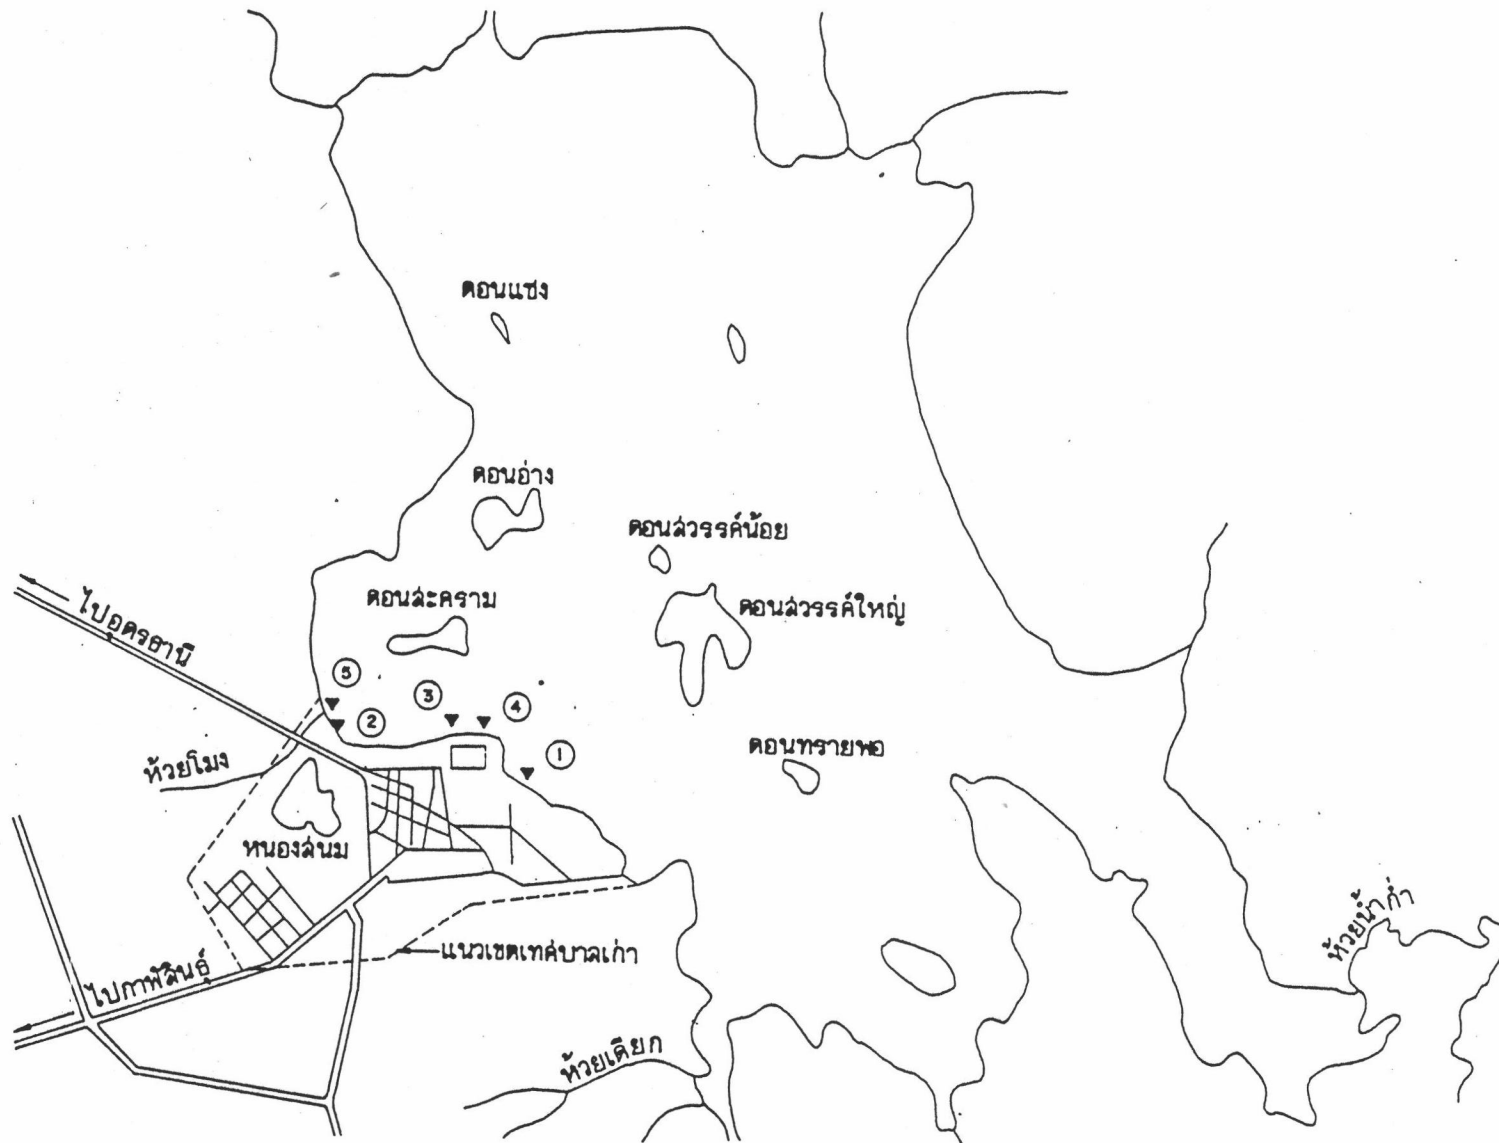 ดอนแซง
ดอนอ่าง
ดอนสวรรค์น้อย
ดอนสะคราม
ดอนสวรรค์ใหญ่
ไปอุดรธานี
5
3
4
2
1
ดอนทรายพอ
ห้วยโมง
หนองสนม
ห้วยน้ำก่ำ
แนวเขตเทศบาลเก่า
ไปกาฬสินธุ์
ห้วยเดียก